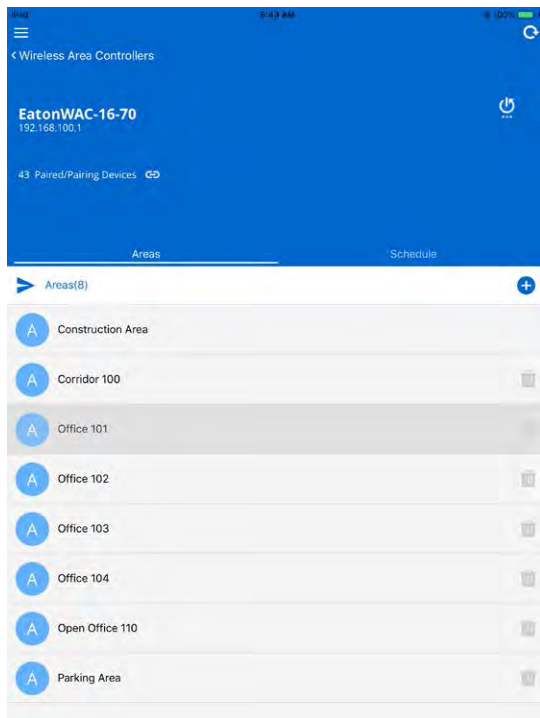 iPad 5:43 AM 100%
< Wireless Area Controllers
EatonWAC-16-70
192.168.100.1
43 Paired/Pairing Devices
Areas Schedule
Areas(8)
A Construction Area
A Corridor 100
A Office 101
A Office 102
A Office 103
A Office 104
A Open Office 110
A Parking Area